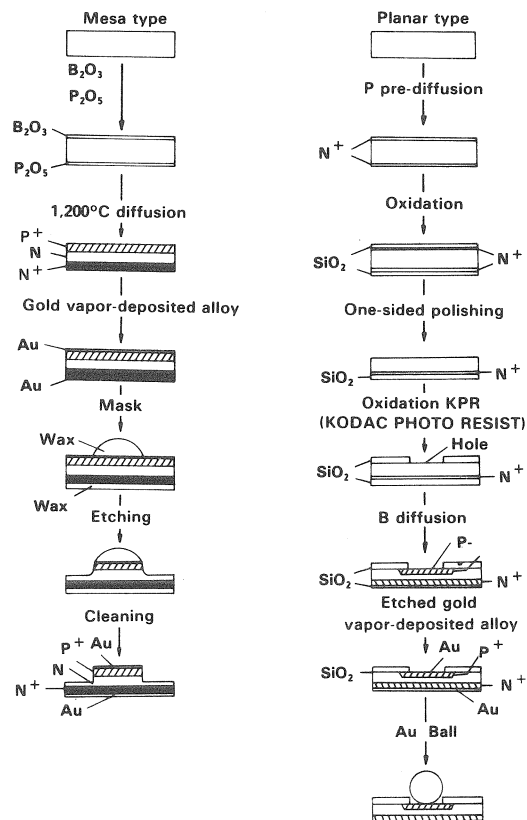 Mesa type
B₂O₃
P₂O₅
B₂O₃
P₂O₅
1,200°C diffusion
P⁺
N
N⁺
Gold vapor-deposited alloy
Au
Au
Mask
Wax
Wax
Etching
Cleaning
Au
P⁺
N
N⁺
Au
Planar type
P pre-diffusion
N⁺
Oxidation
SiO₂
N⁺
One-sided polishing
SiO₂
N⁺
Oxidation KPR
(KODAC PHOTO RESIST)
Hole
SiO₂
N⁺
B diffusion
P-
SiO₂
N⁺
Etched gold
vapor-deposited alloy
Au
P⁺
SiO₂
N⁺
Au
Au Ball